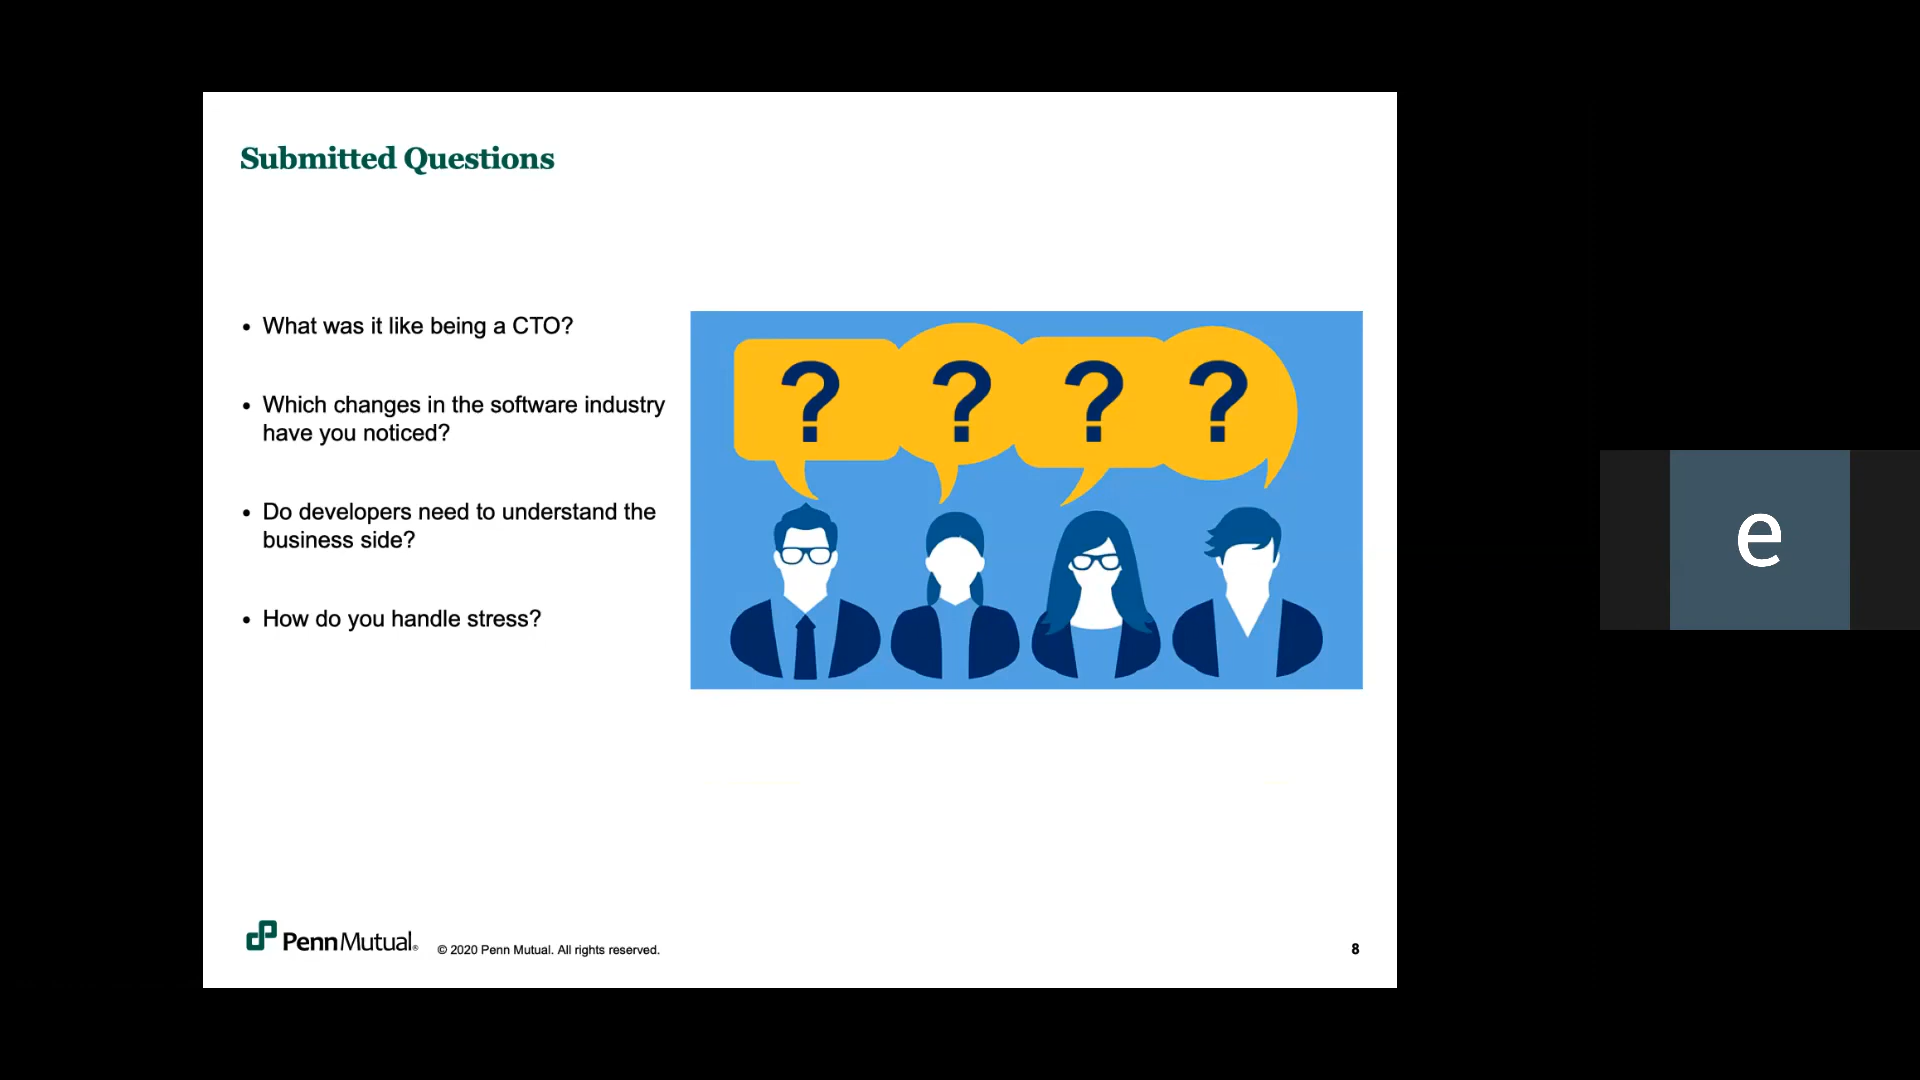 Submitted Questions
• What was it like being a CTO?
• Which changes in the software industry
have you noticed?
• Do developers need to understand the
business side?
• How do you handle stress?
? ? ? ?
e
PennMutual®
© 2020 Penn Mutual. All rights reserved.
8